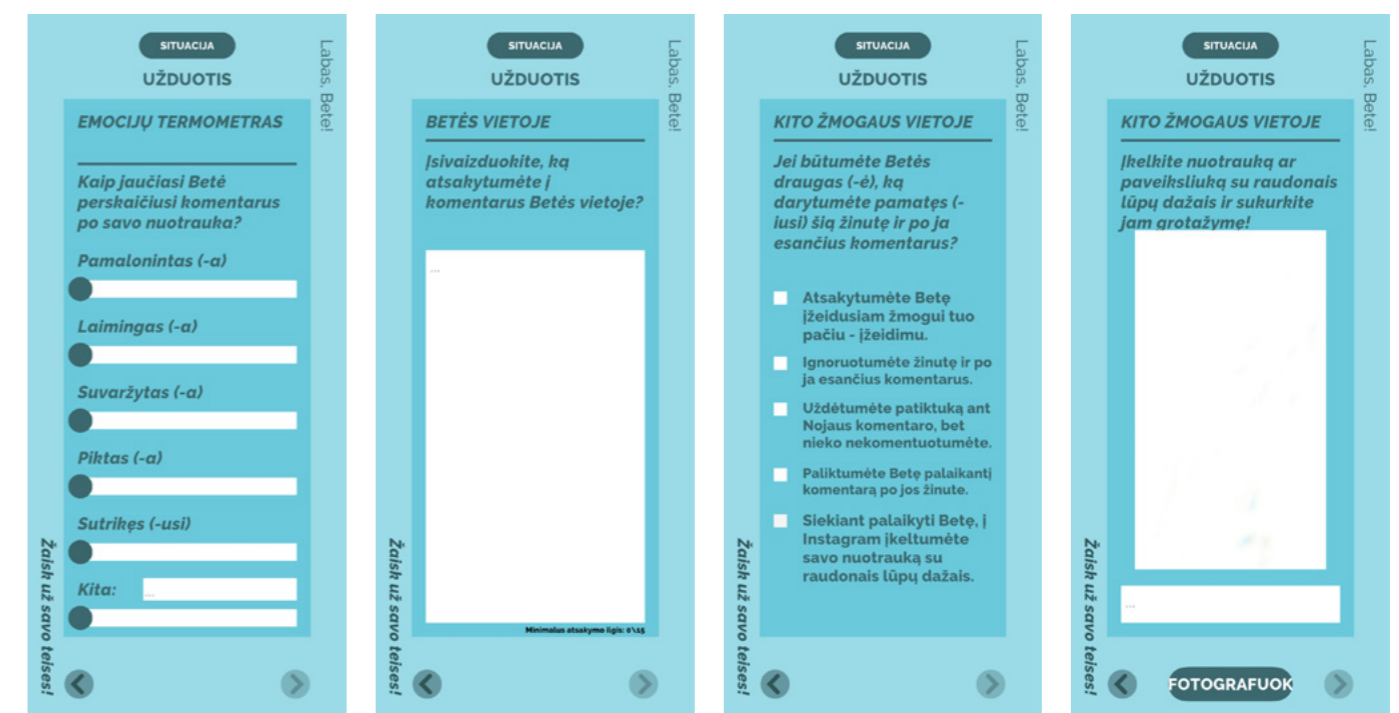 SITUACIJA
UŽDUOTIS
Labas, Bete!
EMOCIJŲ TERMOMETRAS
Kaip jaučiasi Betė
perskaičiusi komentarus
po savo nuotrauka?
Pamalonintas (-a)
Laimingas (-a)
Suvaržytas (-a)
Piktas (-a)
Sutrikęs (-usi)
Kita:
...
Žaisk už savo teises!
SITUACIJA
UŽDUOTIS
Labas, Bete!
BETĖS VIETOJE
Įsivaizduokite, ką
atsakytumėte į
komentarus Betės vietoje?
...
Minimalus atsakymo ilgis: 0\15
Žaisk už savo teises!
SITUACIJA
UŽDUOTIS
Labas, Bete!
KITO ŽMOGAUS VIETOJE
Jei būtumėte Betės
draugas (-ė), ką
darytumėte pamatęs (-
iusi) šią žinutę ir po ja
esančius komentarus?
Atsakytumėte Betę
įžeidusiam žmogui tuo
pačiu - įžeidimu.
Ignoruotumėte žinutę ir po
ja esančius komentarus.
Uždėtumėte patiktuką ant
Nojaus komentaro, bet
nieko nekomentuotumėte.
Paliktumėte Betę palaikantį
komentarą po jos žinute.
Siekiant palaikyti Betę, į
Instagram įkeltumėte
savo nuotrauką su
raudonais lūpų dažais.
Žaisk už savo teises!
SITUACIJA
UŽDUOTIS
Labas, Bete!
KITO ŽMOGAUS VIETOJE
Įkelkite nuotrauką ar
paveiksliuką su raudonais
lūpų dažais ir sukurkite
jam grotažymę!
...
Žaisk už savo teises!
FOTOGRAFUOK